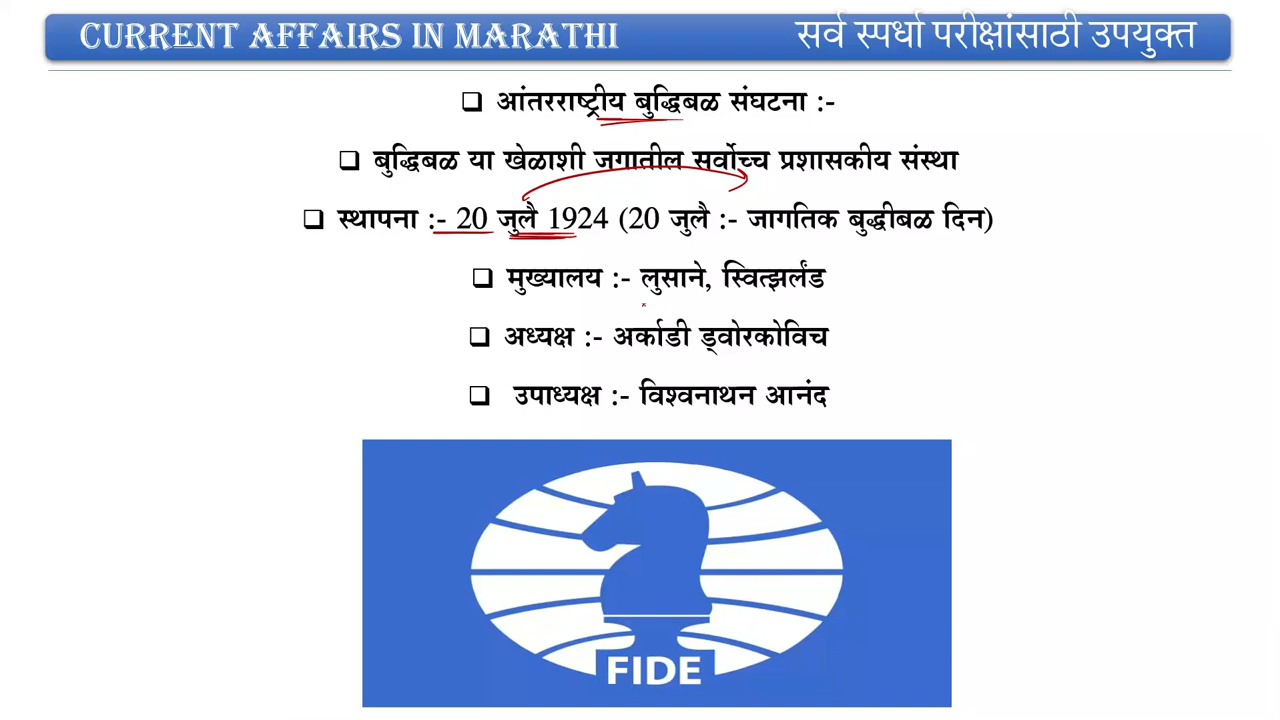 CURRENT AFFAIRS IN MARATHI
सर्व स्पर्धा परीक्षांसाठी उपयुक्त
आंतरराष्ट्रीय बुद्धिबळ संघटना :-
बुद्धिबळ या खेळाशी जगातील सर्वोच्च प्रशासकीय संस्था
स्थापना :- 20 जुलै 1924 (20 जुलै :- जागतिक बुद्धीबळ दिन)
मुख्यालय :- लुसाने, स्वित्झर्लंड
अध्यक्ष :- अर्काडी ड्वोरकोविच
उपाध्यक्ष :- विश्वनाथन आनंद
FIDE